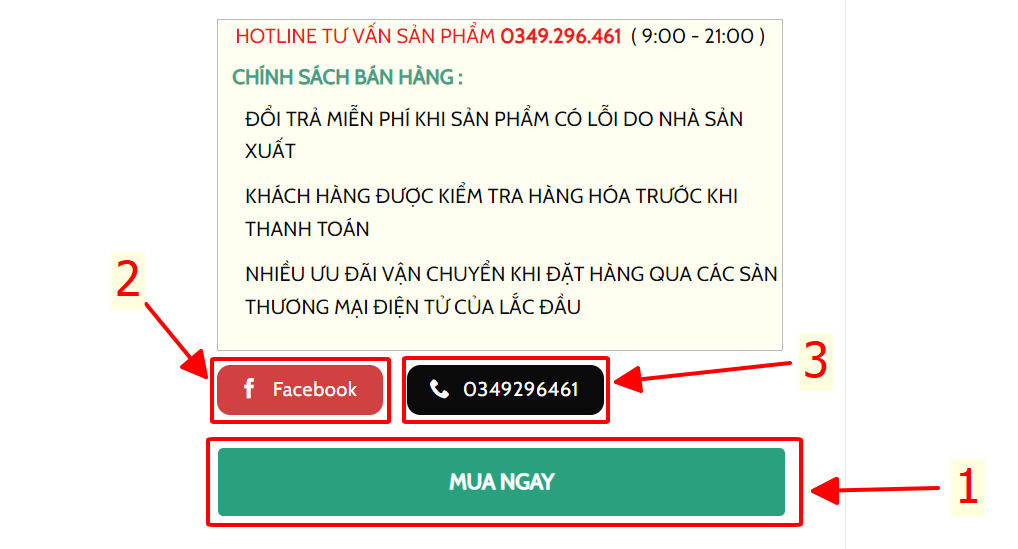 HOTLINE TƯ VẤN SẢN PHẨM 0349.296.461 ( 9:00 - 21:00 )
CHÍNH SÁCH BÁN HÀNG :
ĐỔI TRẢ MIỄN PHÍ KHI SẢN PHẨM CÓ LỖI DO NHÀ SẢN
XUẤT
KHÁCH HÀNG ĐƯỢC KIỂM TRA HÀNG HÓA TRƯỚC KHI
THANH TOÁN
NHIỀU ƯU ĐÃI VẬN CHUYỂN KHI ĐẶT HÀNG QUA CÁC SÀN
THƯƠNG MẠI ĐIỆN TỬ CỦA LẮC ĐẦU
2
3
Facebook
0349296461
MUA NGAY
1